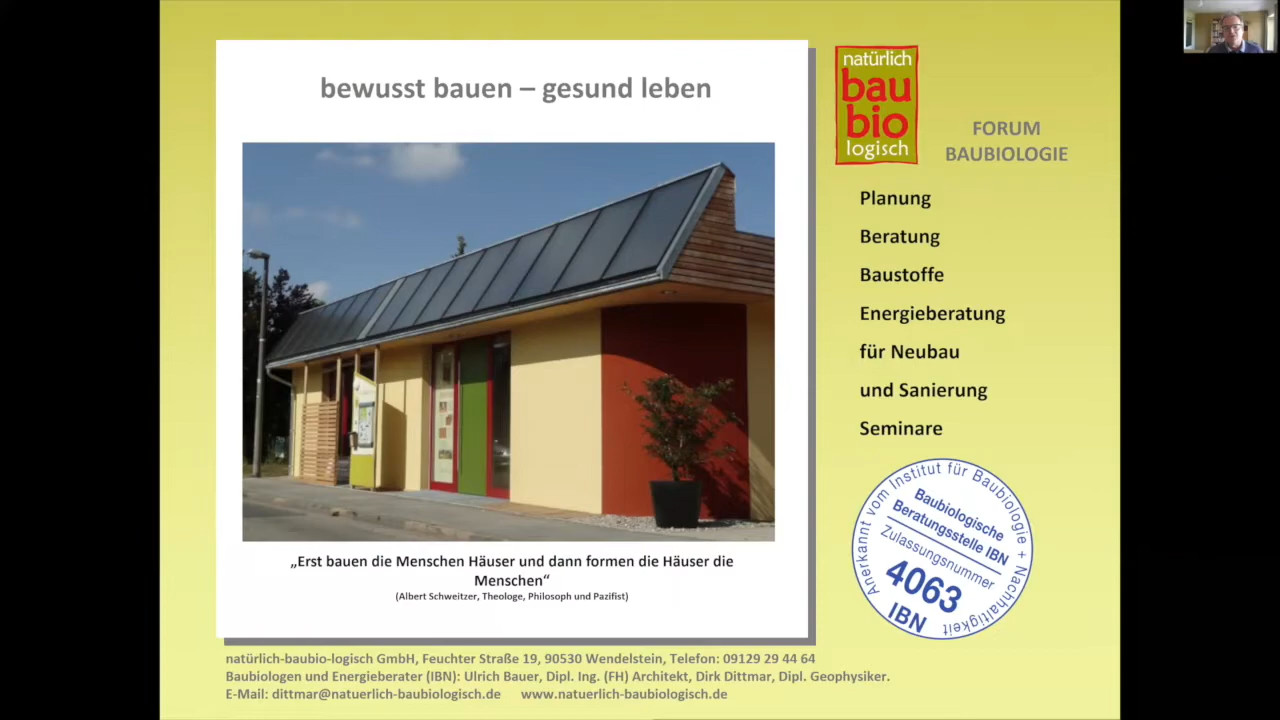 bewusst bauen – gesund leben
„Erst bauen die Menschen Häuser und dann formen die Häuser die
Menschen“
(Albert Schweitzer, Theologe, Philosoph und Pazifist)
natürlich
bau
bio
logisch
FORUM
BAUBIOLOGIE
Planung
Beratung
Baustoffe
Energieberatung
für Neubau
und Sanierung
Seminare
Anerkannt vom Institut für Baubiologie + Nachhaltigkeit
Baubiologische
Beratungsstelle IBN
Zulassungsnummer
4063
IBN
natürlich-baubio-logisch GmbH, Feuchter Straße 19, 90530 Wendelstein, Telefon: 09129 29 44 64
Baubiologen und Energieberater (IBN): Ulrich Bauer, Dipl. Ing. (FH) Architekt, Dirk Dittmar, Dipl. Geophysiker.
E-Mail: dittmar@natuerlich-baubiologisch.de www.natuerlich-baubiologisch.de